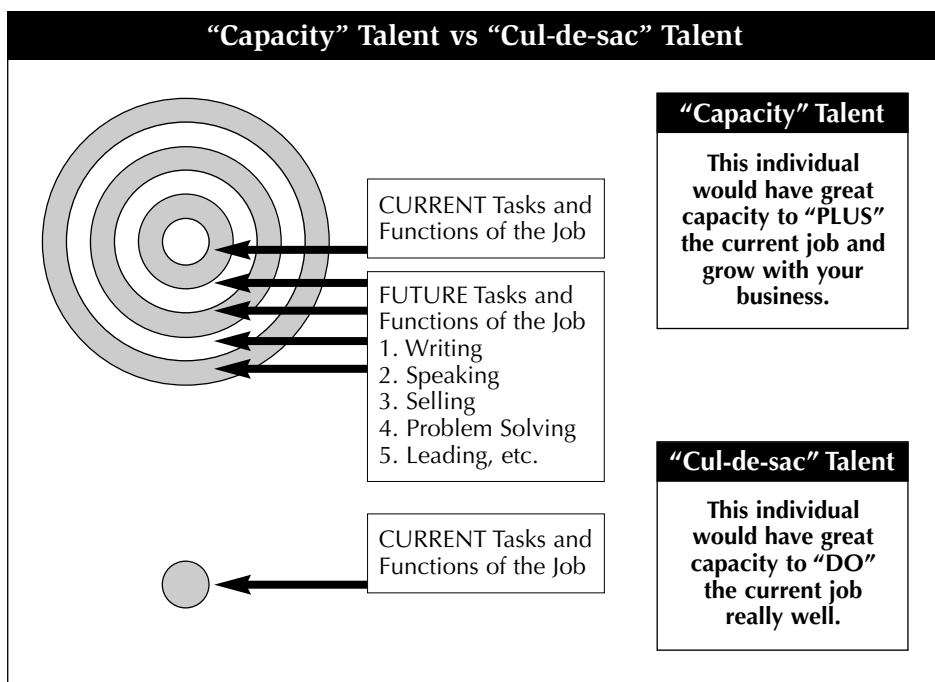 “Capacity” Talent vs “Cul-de-sac” Talent
CURRENT Tasks and
Functions of the Job
FUTURE Tasks and
Functions of the Job
1. Writing
2. Speaking
3. Selling
4. Problem Solving
5. Leading, etc.
“Capacity” Talent
This individual
would have great
capacity to “PLUS”
the current job and
grow with your
business.
CURRENT Tasks and
Functions of the Job
“Cul-de-sac” Talent
This individual
would have great
capacity to “DO”
the current job
really well.